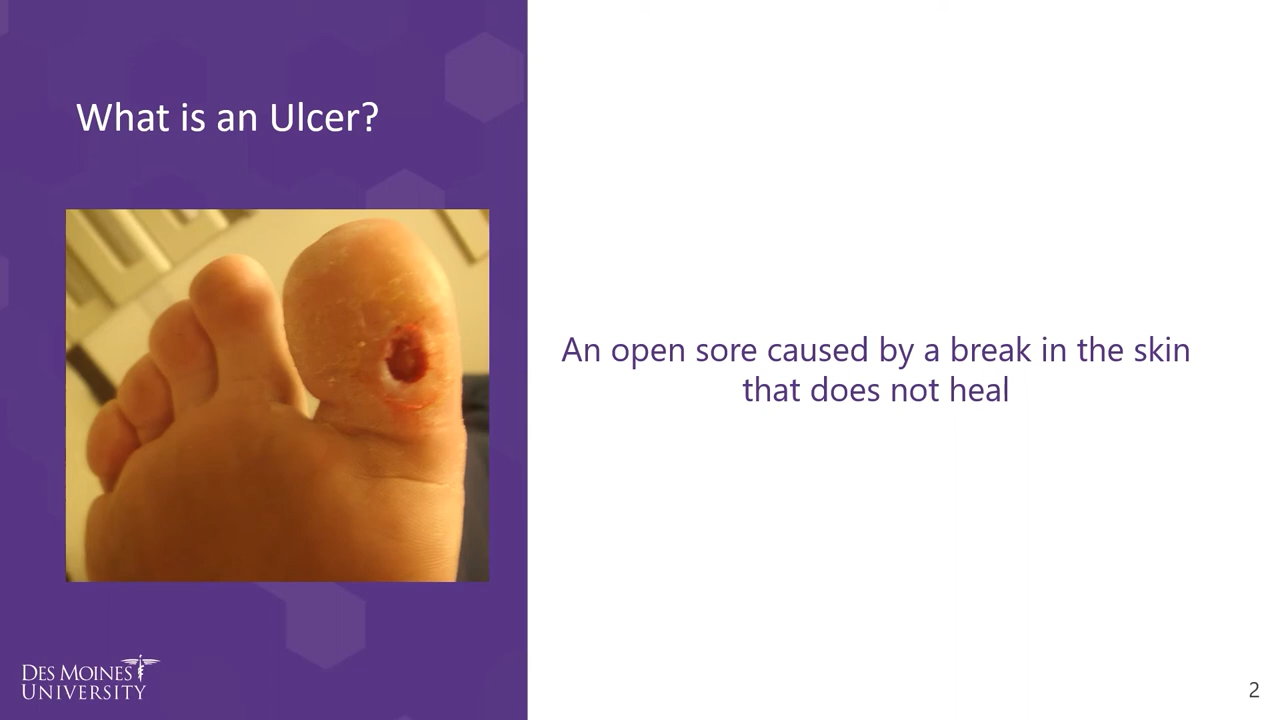 What is an Ulcer?
An open sore caused by a break in the skin
that does not heal
DES MOINES
UNIVERSITY
2